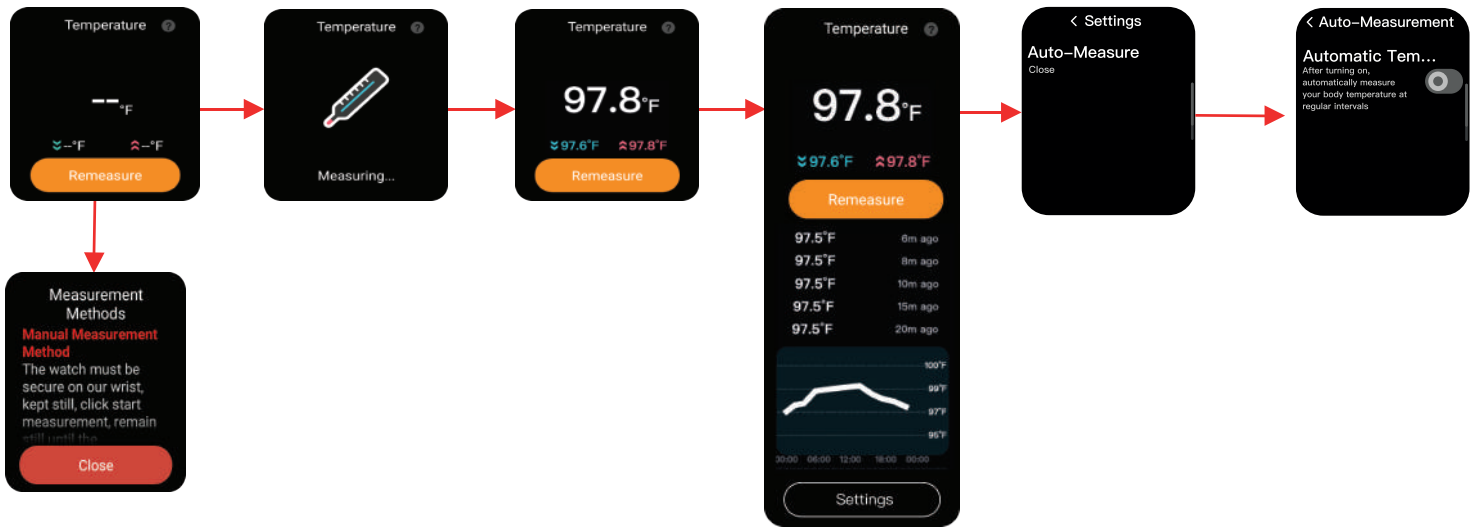 Temperature ?
--°F
--°F --°F
Remeasure
Measurement
Methods
Manual Measurement
Method
The watch must be
secure on our wrist,
kept still, click start
measurement, remain
still until the
Close
Temperature ?
Measuring...
Temperature ?
97.8°F
97.6°F 97.8°F
Remeasure
Temperature ?
97.8°F
97.6°F 97.8°F
Remeasure
97.5°F 6m ago
97.5°F 8m ago
97.5°F 10m ago
97.5°F 15m ago
97.5°F 20m ago
100°F
99°F
97°F
95°F
00:00 06:00 12:00 18:00 00:00
Settings
< Settings
Auto-Measure
Close
< Auto-Measurement
Automatic Tem...
After turning on,
automatically measure
your body temperature at
regular intervals